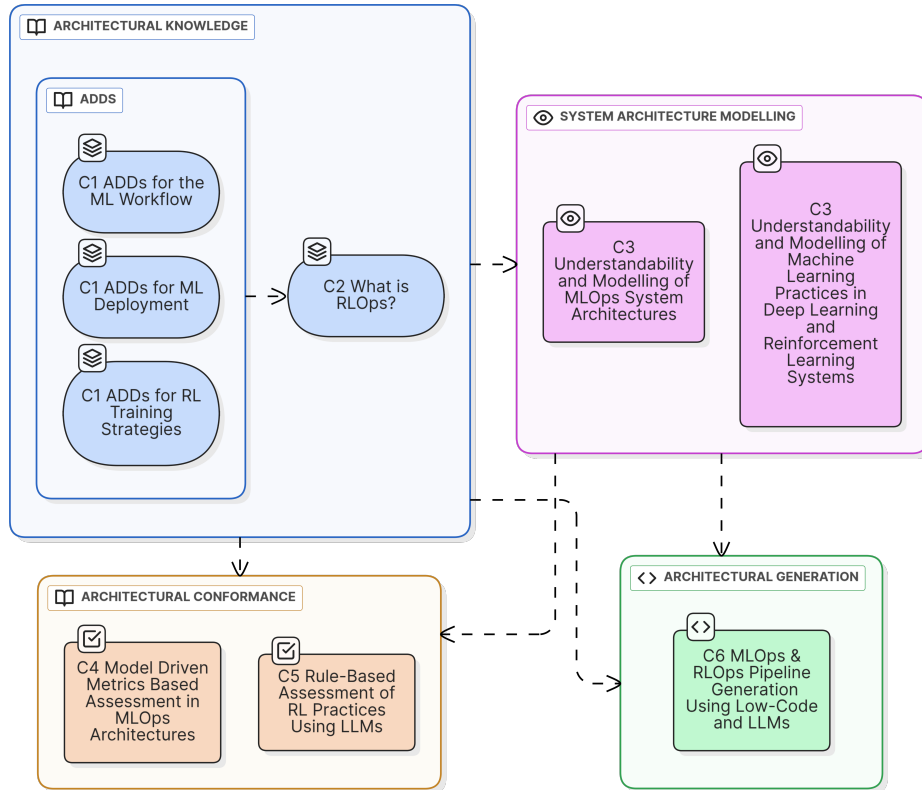 ARCHITECTURAL KNOWLEDGE
ADDS
C1 ADDs for the
ML Workflow
C1 ADDs for ML
Deployment
C1 ADDs for RL
Training
Strategies
C2 What is
RLOps?
SYSTEM ARCHITECTURE MODELLING
C3
Understandability
and Modelling of
MLOps System
Architectures
C3
Understandability
and Modelling of
Machine
Learning
Practices in
Deep Learning
and
Reinforcement
Learning
Systems
ARCHITECTURAL CONFORMANCE
C4 Model Driven
Metrics Based
Assessment in
MLOps
Architectures
C5 Rule-Based
Assessment of
RL Practices
Using LLMs
ARCHITECTURAL GENERATION
C6 MLOps &
RLOps Pipeline
Generation
Using Low-Code
and LLMs